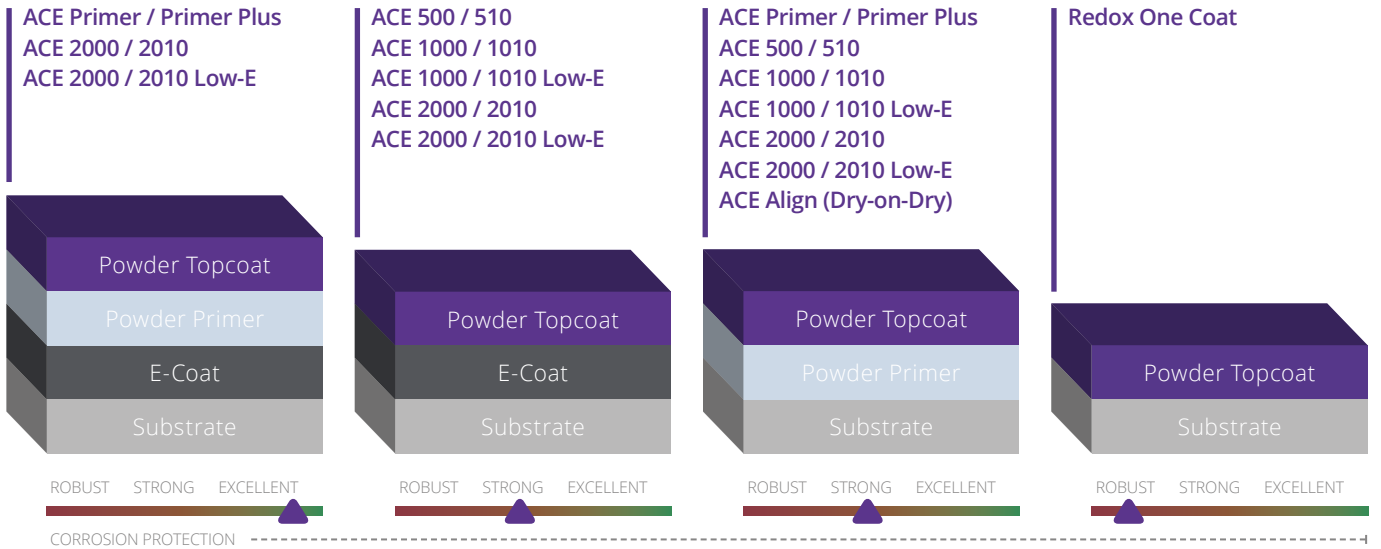 ACE Primer / Primer Plus
ACE 2000 / 2010
ACE 2000 / 2010 Low-E
Powder Topcoat
Powder Primer
E-Coat
Substrate
ROBUST STRONG EXCELLENT
ACE 500 / 510
ACE 1000 / 1010
ACE 1000 / 1010 Low-E
ACE 2000 / 2010
ACE 2000 / 2010 Low-E
Powder Topcoat
E-Coat
Substrate
ROBUST STRONG EXCELLENT
ACE Primer / Primer Plus
ACE 500 / 510
ACE 1000 / 1010
ACE 1000 / 1010 Low-E
ACE 2000 / 2010
ACE 2000 / 2010 Low-E
ACE Align (Dry-on-Dry)
Powder Topcoat
Powder Primer
Substrate
ROBUST STRONG EXCELLENT
Redox One Coat
Powder Topcoat
Substrate
ROBUST STRONG EXCELLENT
CORROSION PROTECTION